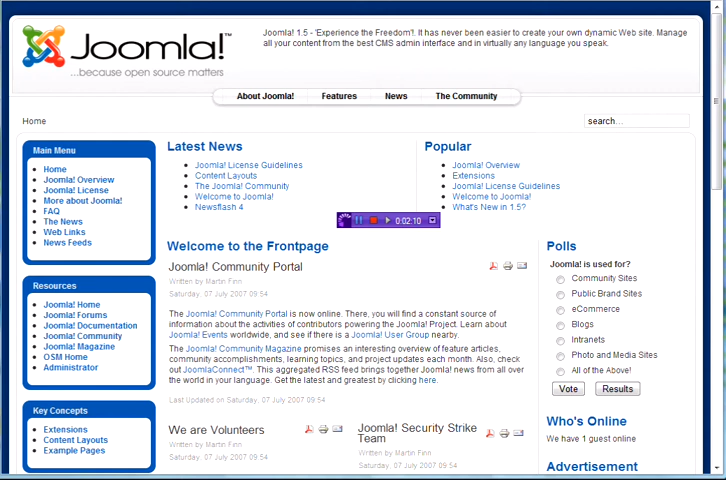 Joomla!™
...because open source matters
Joomla! 1.5 - 'Experience the Freedom'!. It has never been easier to create your own dynamic Web site. Manage
all your content from the best CMS admin interface and in virtually any language you speak.
About Joomla!
Features
News
The Community
Home
search...
Main Menu
Home
Joomla! Overview
Joomla! License
More about Joomla!
FAQ
The News
Web Links
News Feeds
Resources
Joomla! Home
Joomla! Forums
Joomla! Documentation
Joomla! Community
Joomla! Magazine
OSM Home
Administrator
Key Concepts
Extensions
Content Layouts
Example Pages
Latest News
Joomla! License Guidelines
Content Layouts
The Joomla! Community
Welcome to Joomla!
Newsflash 4
Popular
Joomla! Overview
Extensions
Joomla! License Guidelines
Welcome to Joomla!
What's New in 1.5?
0:02:10
Welcome to the Frontpage
Joomla! Community Portal
Written by Martin Finn
Saturday, 07 July 2007 09:54
The Joomla! Community Portal is now online. There, you will find a constant source of
information about the activities of contributors powering the Joomla! Project. Learn about
Joomla! Events worldwide, and see if there is a Joomla! User Group nearby.
The Joomla! Community Magazine promises an interesting overview of feature articles,
community accomplishments, learning topics, and project updates each month. Also, check
out JoomlaConnect™. This aggregated RSS feed brings together Joomla! news from all over
the world in your language. Get the latest and greatest by clicking here.
Last Updated on Saturday, 07 July 2007 09:54
We are Volunteers
Written by Martin Finn
Saturday, 07 July 2007 09:54
Joomla! Security Strike
Team
Written by Martin Finn
Saturday, 07 July 2007 09:54
Polls
Joomla! is used for?
Community Sites
Public Brand Sites
eCommerce
Blogs
Intranets
Photo and Media Sites
All of the Above!
Vote
Results
Who's Online
We have 1 guest online
Advertisement